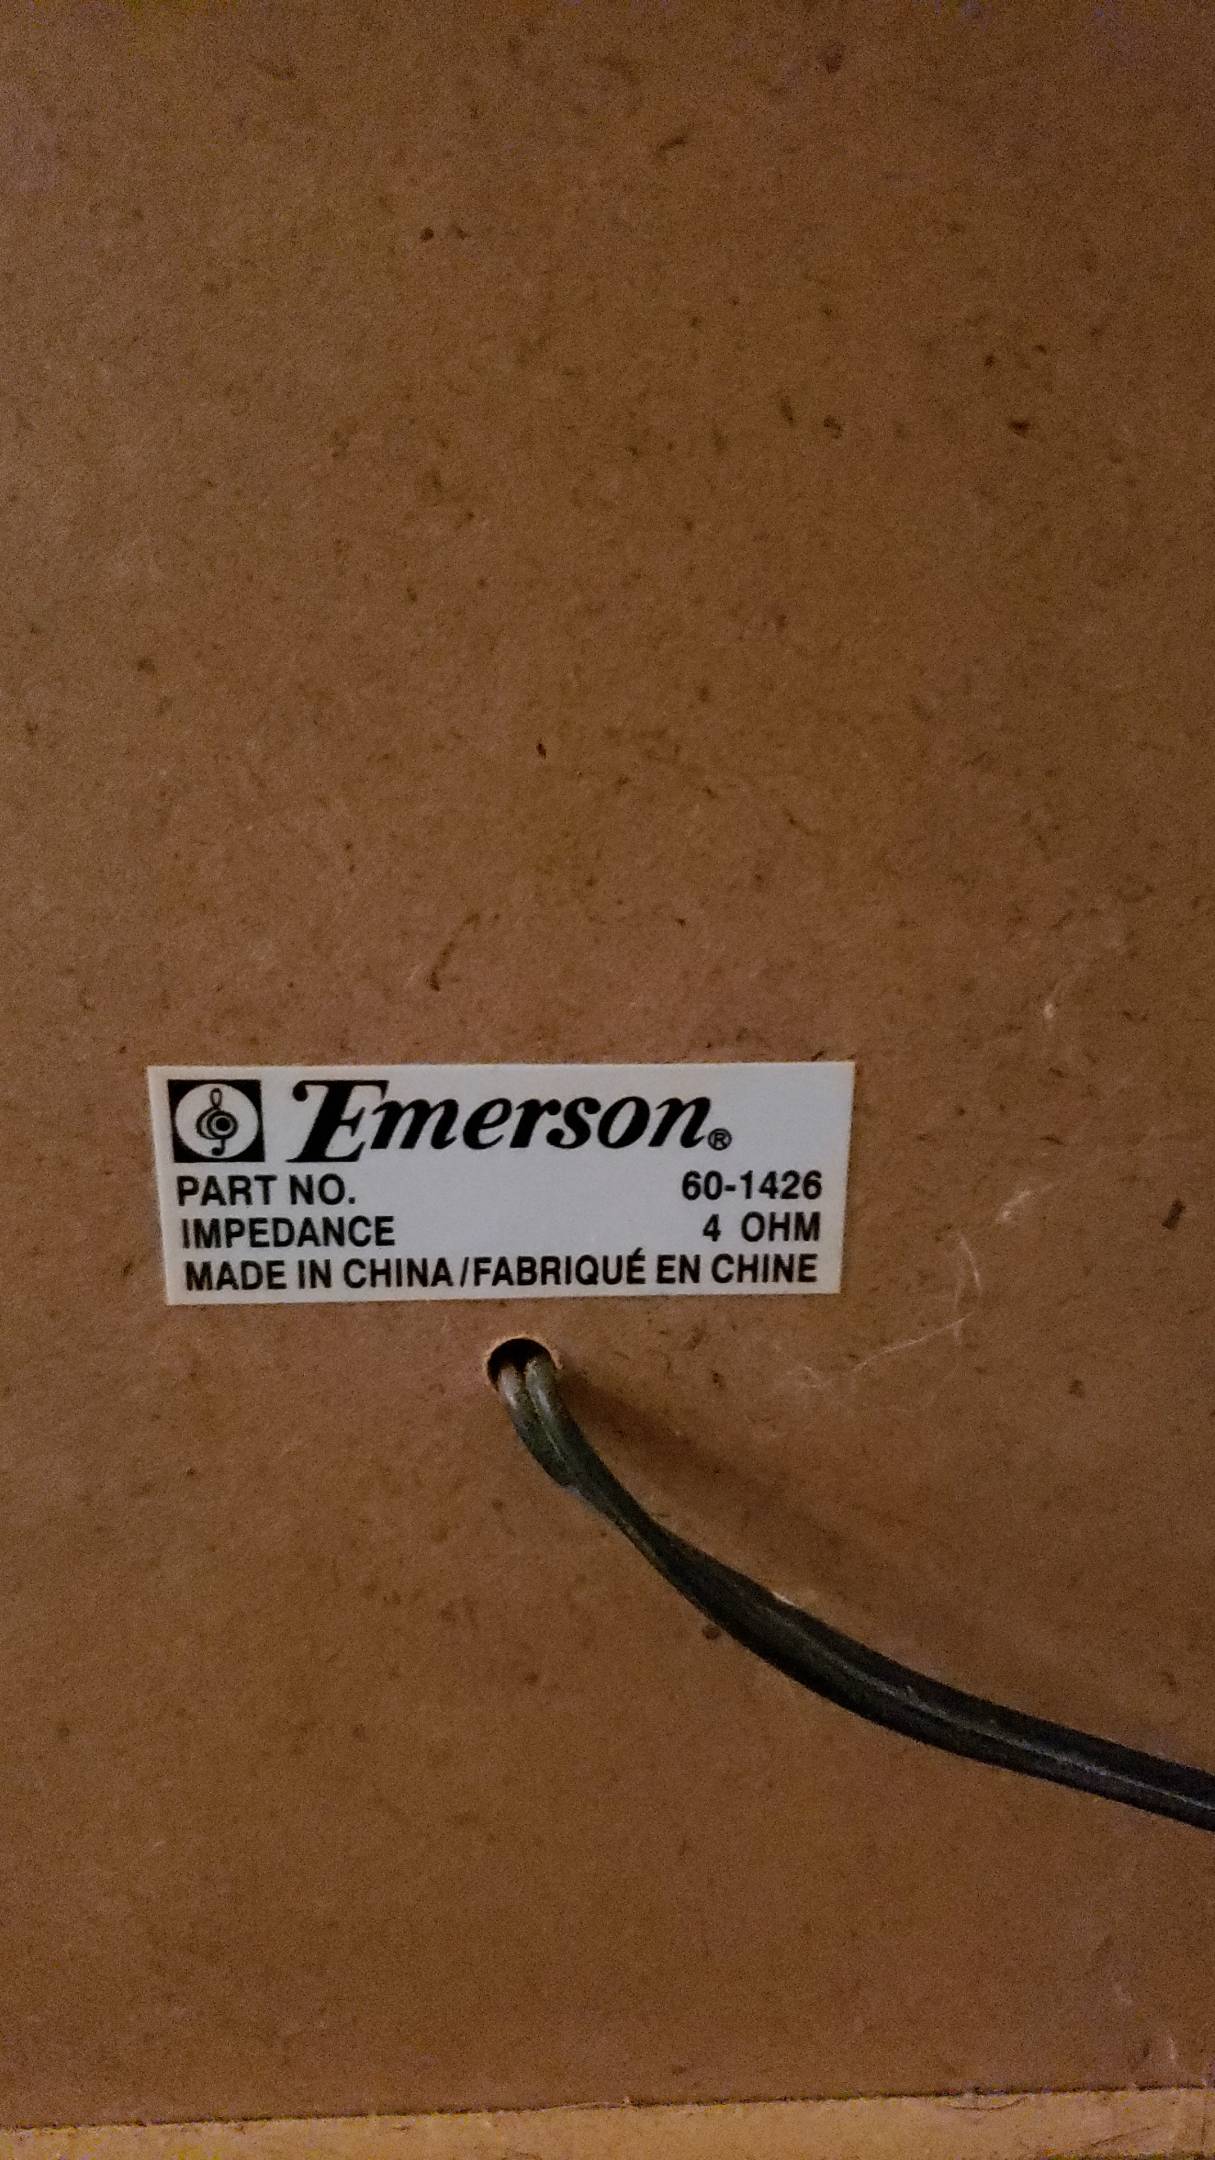 Emerson®
PART NO. 60-1426
IMPEDANCE 4 OHM
MADE IN CHINA/FABRIQUÉ EN CHINE